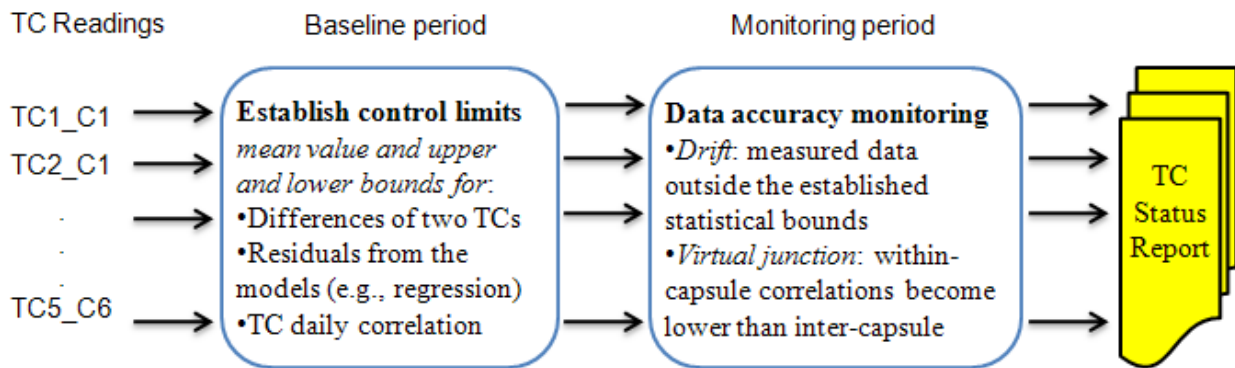 TC Readings
Baseline period
Monitoring period
TC1_C1
TC2_C1
.
.
.
TC5_C6
Establish control limits
mean value and upper
and lower bounds for:
•Differences of two TCs
•Residuals from the
models (e.g., regression)
•TC daily correlation
Data accuracy monitoring
•Drift: measured data
outside the established
statistical bounds
•Virtual junction: within-
capsule correlations become
lower than inter-capsule
TC
Status
Report